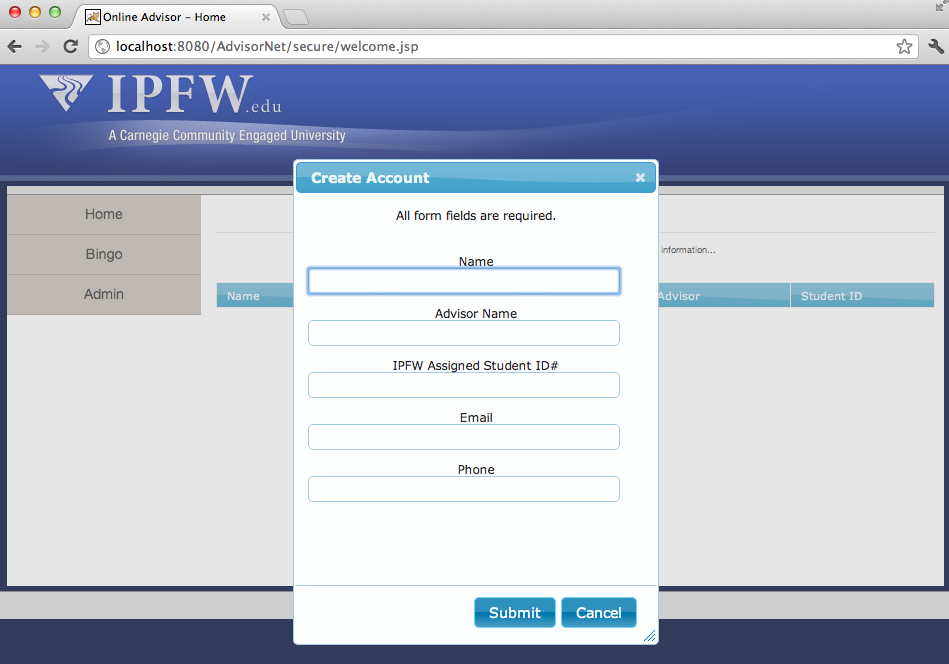 Online Advisor – Home
localhost:8080/AdvisorNet/secure/welcome.jsp
IPFW.edu
A Carnegie Community Engaged University
Home
Bingo
Admin
information...
Name
Advisor
Student ID
Create Account
All form fields are required.
Name
Advisor Name
IPFW Assigned Student ID#
Email
Phone
Submit Cancel